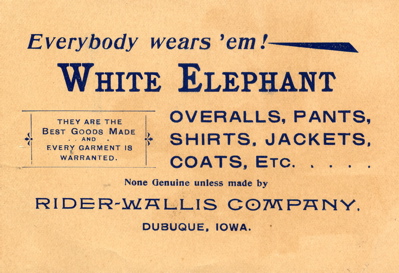 Everybody wears 'em!
WHITE ELEPHANT
THEY ARE THE
BEST GOODS MADE
AND
EVERY GARMENT IS
WARRANTED.
OVERALLS, PANTS,
SHIRTS, JACKETS,
COATS, ETC. . . . .
None Genuine unless made by
RIDER-WALLIS COMPANY.
DUBUQUE, IOWA.